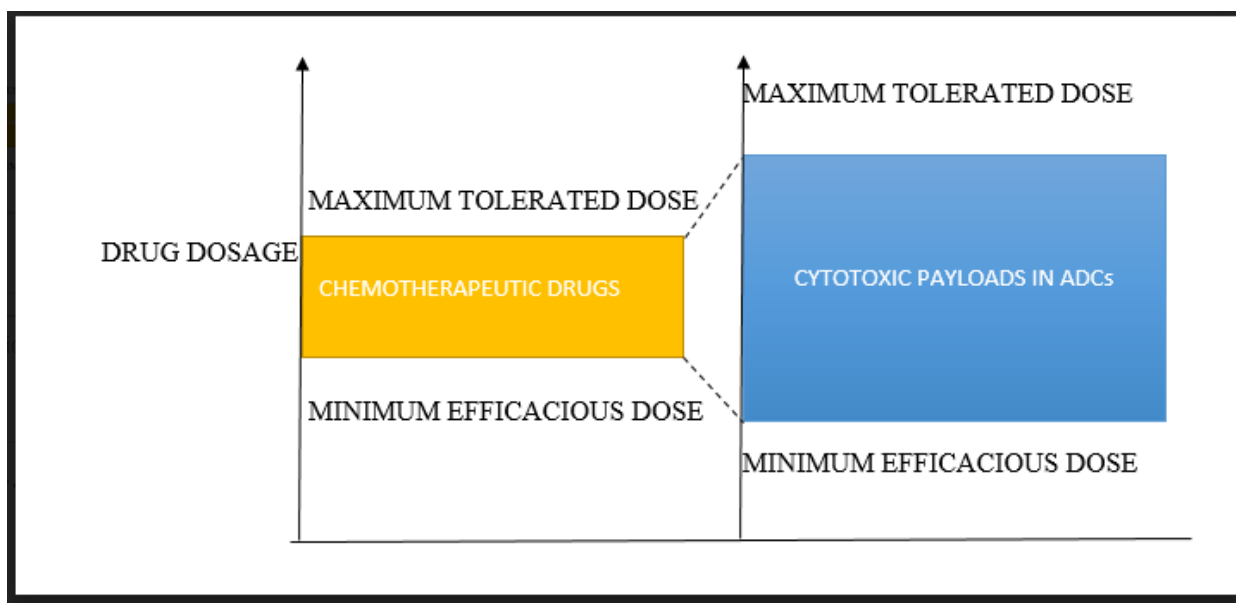 MAXIMUM TOLERATED DOSE
MAXIMUM TOLERATED DOSE
DRUG DOSAGE
CHEMOTHERAPEUTIC DRUGS
CYTOTOXIC PAYLOADS IN ADCs
MINIMUM EFFICACIOUS DOSE
MINIMUM EFFICACIOUS DOSE